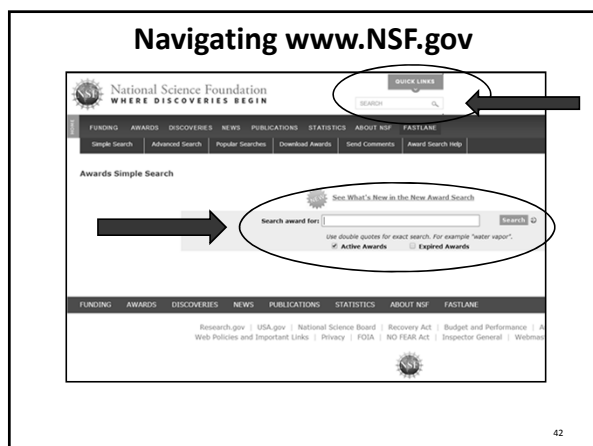 Navigating www.NSF.gov
QUICK LINKS
National Science Foundation
WHERE DISCOVERIES BEGIN
SEARCH
HOME
FUNDING AWARDS DISCOVERIES NEWS PUBLICATIONS STATISTICS ABOUT NSF FASTLANE
Simple Search Advanced Search Popular Searches Download Awards Send Comments Award Search Help
Awards Simple Search
See What's New in the New Award Search
Search award for: Search
Use double quotes for exact search. For example "water vapor".
Active Awards Expired Awards
FUNDING AWARDS DISCOVERIES NEWS PUBLICATIONS STATISTICS ABOUT NSF FASTLANE
Research.gov | USA.gov | National Science Board | Recovery Act | Budget and Performance | A
Web Policies and Important Links | Privacy | FOIA | NO FEAR Act | Inspector General | Webmas
42